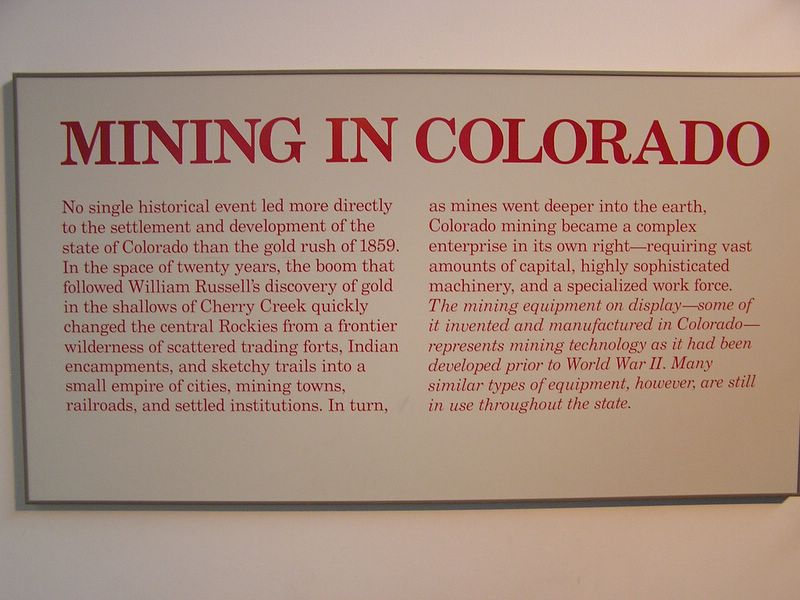 MINING IN COLORADO
No single historical event led more directly
to the settlement and development of the
state of Colorado than the gold rush of 1859.
In the space of twenty years, the boom that
followed William Russell's discovery of gold
in the shallows of Cherry Creek quickly
changed the central Rockies from a frontier
wilderness of scattered trading forts, Indian
encampments, and sketchy trails into a
small empire of cities, mining towns,
railroads, and settled institutions. In turn,
as mines went deeper into the earth,
Colorado mining became a complex
enterprise in its own right—requiring vast
amounts of capital, highly sophisticated
machinery, and a specialized work force.
The mining equipment on display—some of
it invented and manufactured in Colorado—
represents mining technology as it had been
developed prior to World War II. Many
similar types of equipment, however, are still
in use throughout the state.